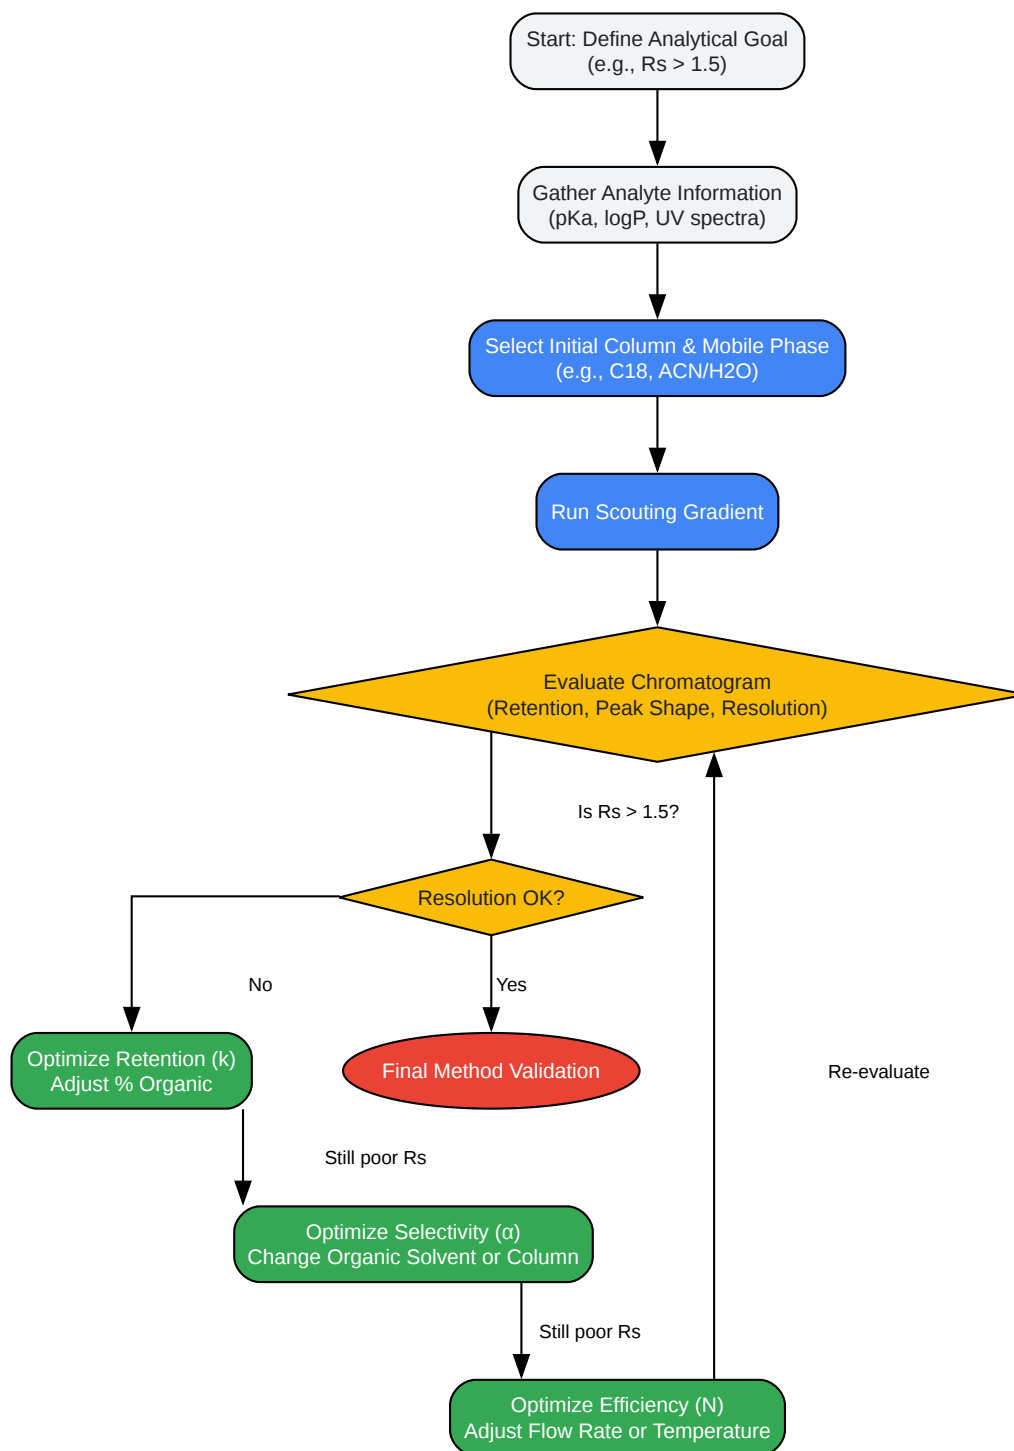 Start: Define Analytical Goal
(e.g., Rs > 1.5)
Gather Analyte Information
(pKa, logP, UV spectra)
Select Initial Column & Mobile Phase
(e.g., C18, ACN/H2O)
Run Scouting Gradient
Evaluate Chromatogram
(Retention, Peak Shape, Resolution)
Is Rs > 1.5?
Resolution OK?
No
Yes
Optimize Retention (k)
Adjust % Organic
Final Method Validation
Re-evaluate
Still poor Rs
Optimize Selectivity (α)
Change Organic Solvent or Column
Still poor Rs
Optimize Efficiency (N)
Adjust Flow Rate or Temperature